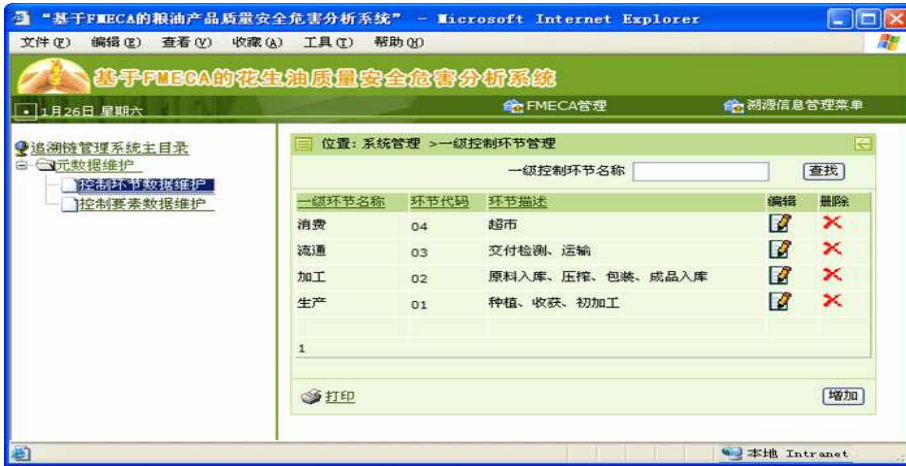 “基于FMECA的粮油产品质量安全危害分析系统” - Microsoft Internet Explorer
文件(F) 编辑(E) 查看(V) 收藏(A) 工具(T) 帮助(H)
基于FMECA的花生油质量安全危害分析系统
1月26日 星期六 FMECA管理 溯源信息管理菜单
追溯链管理系统主目录
元数据维护
控制环节数据维护
控制要素数据维护
位置: 系统管理 >一级控制环节管理
一级控制环节名称 查找
一级环节名称 环节代码 环节描述 编辑 删除
消费 04 超市
流通 03 交付检测、运输
加工 02 原料入库、压榨、包装、成品入库
生产 01 种植、收获、初加工
1
打印 增加
本地 Intranet